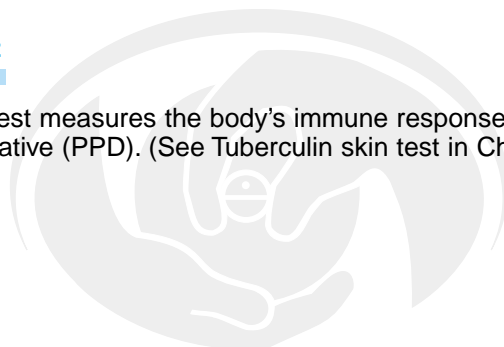 est measures the body’s immune response
ative (PPD). (See Tuberculin skin test in Ch